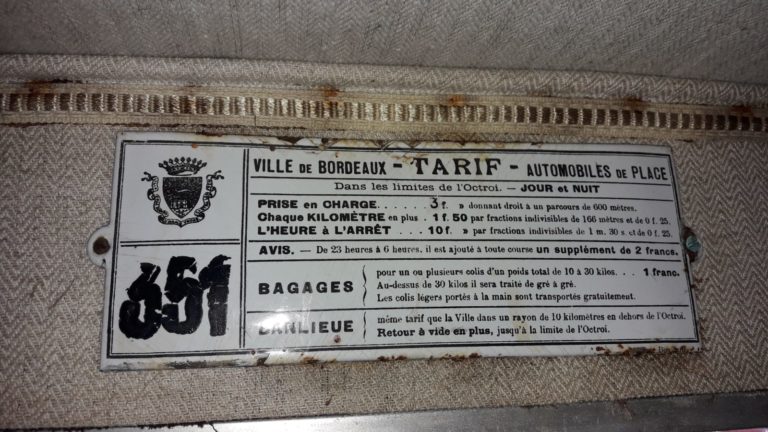 VILLE DE BORDEAUX - TARIF - AUTOMOBILES DE PLACE
Dans les limites de l'Octroi. — JOUR et NUIT
PRISE en CHARGE....... 3 f. » donnant droit à un parcours de 600 mètres.
Chaque KILOMÈTRE en plus . 1 f. 50 par fractions indivisibles de 166 mètres et de 0 f. 25.
L'HEURE à L'ARRÊT . . . 10 f. » par fractions indivisibles de 1 m. 30 s. et de 0 f. 25.
AVIS. — De 23 heures à 6 heures, il est ajouté à toute course un supplément de 2 francs.
351
BAGAGES
pour un ou plusieurs colis d'un poids total de 10 à 30 kilos. . . 1 franc.
Au-dessus de 30 kilos il sera traité de gré à gré.
Les colis légers portés à la main sont transportés gratuitement.
BANLIEUE
même tarif que la Ville dans un rayon de 10 kilomètres en dehors de l'Octroi.
Retour à vide en plus, jusqu'à la limite de l'Octroi.